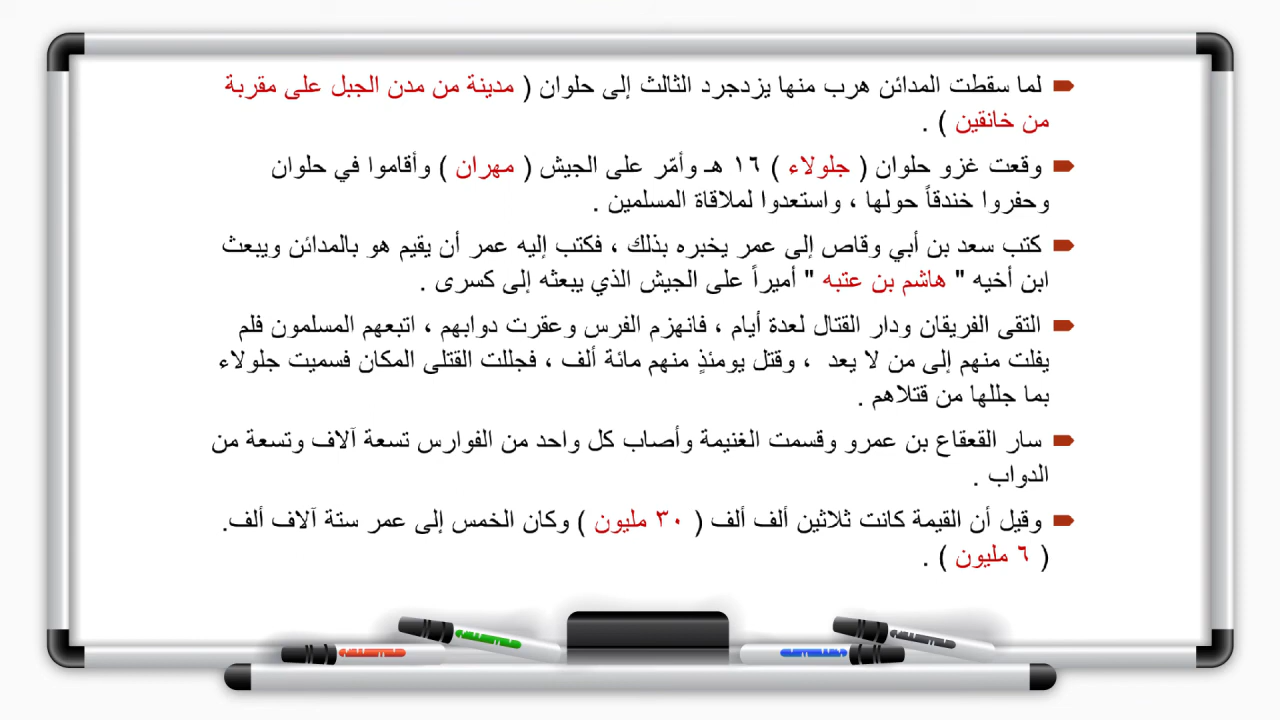 لما سقطت المدائن هرب منها يزدجرد الثالث إلى حلوان ( مدينة من مدن الجبل على مقربة
من خانقين ) .
وقعت غزو حلوان ( جلولاء ) ١٦ هـ وأمّر على الجيش ( مهران ) وأقاموا في حلوان
وحفروا خندقاً حولها ، واستعدوا لملاقاة المسلمين .
كتب سعد بن أبي وقاص إلى عمر يخبره بذلك ، فكتب إليه عمر أن يقيم هو بالمدائن ويبعث
ابن أخيه " هاشم بن عتبه " أميراً على الجيش الذي يبعثه إلى كسرى .
التقى الفريقان ودار القتال لعدة أيام ، فانهزم الفرس وعقرت دوابهم ، اتبعهم المسلمون فلم
يفلت منهم إلى من لا يعد ، وقتل يومئذٍ منهم مائة ألف ، فجللت القتلى المكان فسميت جلولاء
بما جللها من قتلاهم .
سار القعقاع بن عمرو وقسمت الغنيمة وأصاب كل واحد من الفوارس تسعة آلاف وتسعة من
الدواب .
وقيل أن القيمة كانت ثلاثين ألف ألف ( ٣٠ مليون ) وكان الخمس إلى عمر ستة آلاف ألف.
( ٦ مليون ) .